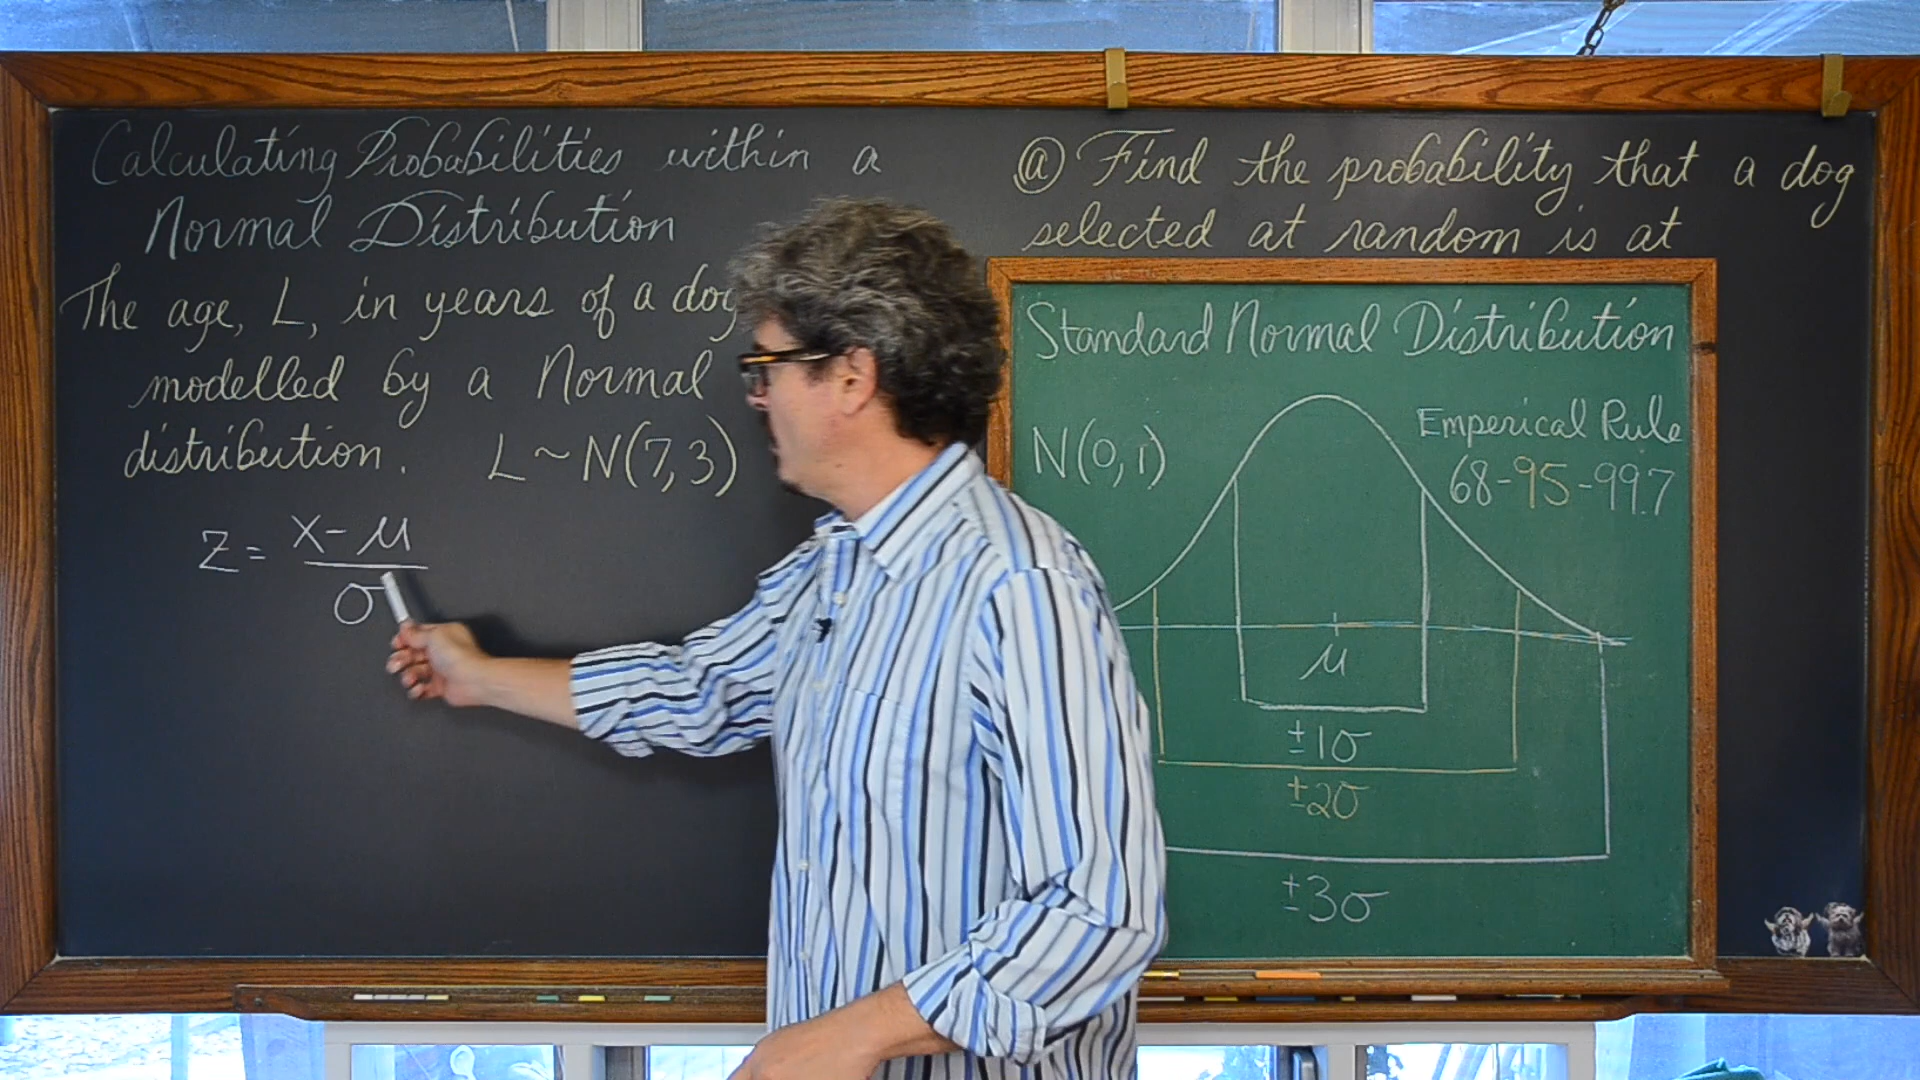 Calculating Probabilities within a
Normal Distribution
The age, L, in years of a dog
modelled by a Normal
distribution. L ~ N(7,3)
Z = x - μ
σ
ⓐ Find the probability that a dog
selected at random is at
Standard Normal Distribution
N(0,1)
Emperical Rule
68-95-99.7
μ
±1σ
±2σ
±3σ